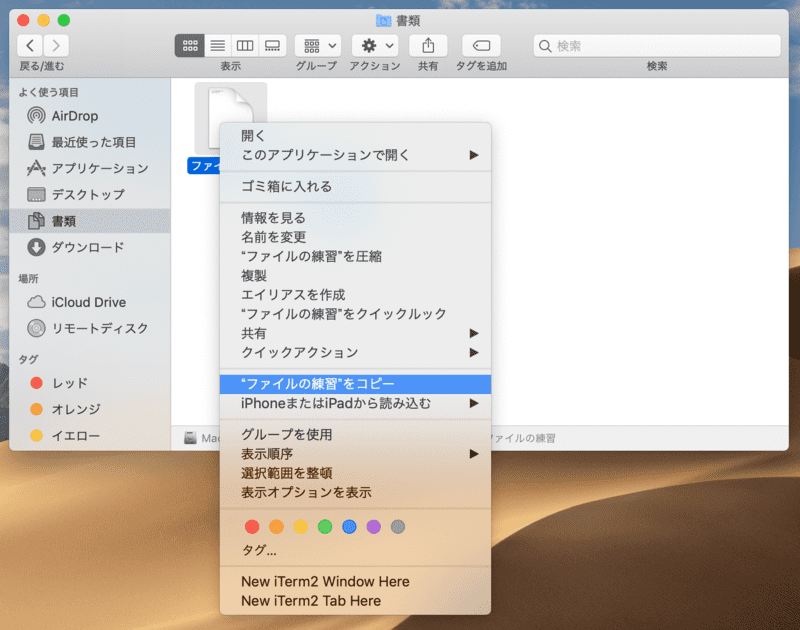 書類
戻る/進む
表示
グループ
アクション
共有
タグを追加
検索
検索
よく使う項目
AirDrop
最近使った項目
アプリケーション
デスクトップ
書類
ダウンロード
場所
iCloud Drive
リモートディスク
タグ
レッド
オレンジ
イエロー
ファイ
開く
このアプリケーションで開く
ゴミ箱に入れる
情報を見る
名前を変更
“ファイルの練習”を圧縮
複製
エイリアスを作成
“ファイルの練習”をクイックルック
共有
クイックアクション
“ファイルの練習”をコピー
iPhoneまたはiPadから読み込む
グループを使用
表示順序
選択範囲を整頓
表示オプションを表示
タグ...
New iTerm2 Window Here
New iTerm2 Tab Here
Mac
ファイルの練習